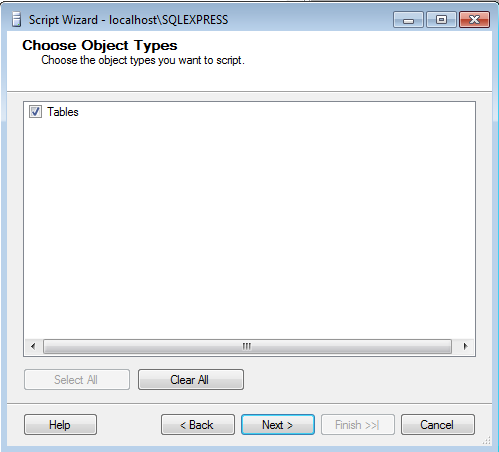 Script Wizard - localhost\SQLEXPRESS
Choose Object Types
Choose the object types you want to script.
Tables
Select All
Clear All
Help
< Back
Next >
Finish >>|
Cancel